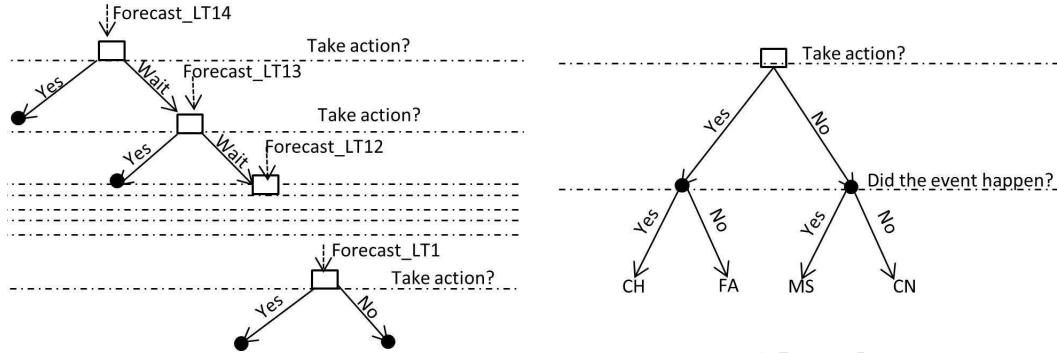 Forecast_LT14
Take action?
Yes
Wait
Forecast_LT13
Take action?
Yes
Wait
Forecast_LT12
Forecast_LT1
Take action?
Yes
No
Take action?
Yes
No
Did the event happen?
Yes
No
Yes
No
CH
FA
MS
CN